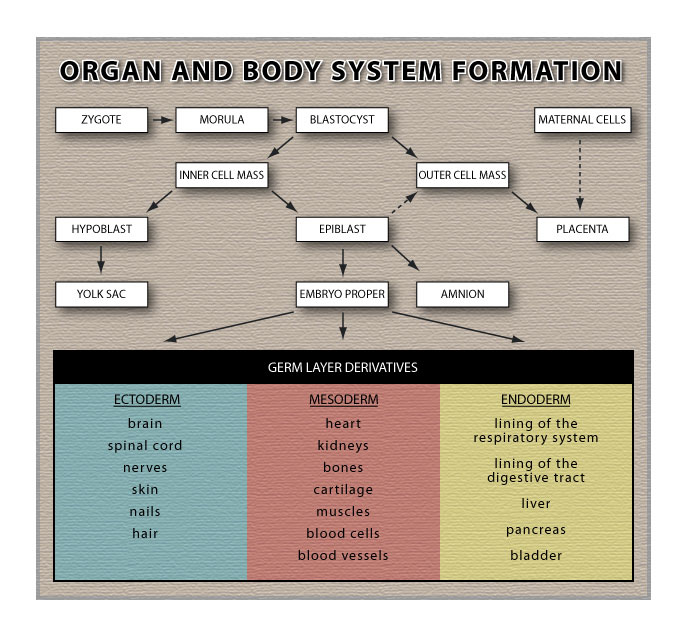 ORGAN AND BODY SYSTEM FORMATION
ZYGOTE
MORULA
BLASTOCYST
MATERNAL CELLS
INNER CELL MASS
OUTER CELL MASS
HYPOBLAST
EPIBLAST
PLACENTA
YOLK SAC
EMBRYO PROPER
AMNION
GERM LAYER DERIVATIVES
ECTODERM
brain
spinal cord
nerves
skin
nails
hair
MESODERM
heart
kidneys
bones
cartilage
muscles
blood cells
blood vessels
ENDODERM
lining of the
respiratory system
lining of the
digestive tract
liver
pancreas
bladder